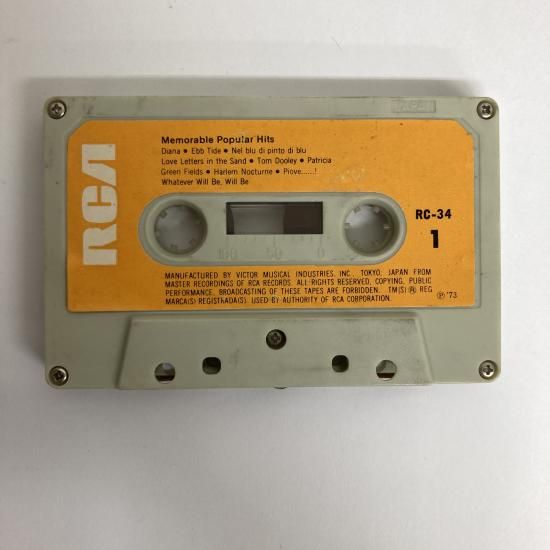 JAPAN
RCA
Memorable Popular Hits
Diana ● Ebb Tide ● Nel blu di pinto di blu
Love Letters in the Sand ● Tom Dooley ● Patricia
Green Fields ● Harlem Nocturne ● Piove......!
Whatever Will Be, Will Be
RC-34
1
100 50 0
MANUFACTURED BY VICTOR MUSICAL INDUSTRIES, INC., TOKYO, JAPAN FROM
MASTER RECORDINGS OF RCA RECORDS. ALL RIGHTS RESERVED, COPYING, PUBLIC
PERFORMANCE, BROADCASTING OF THESE TAPES ARE FORBIDDEN. TM(S) ® REG
MARCA(S) REGISTRADA(S). USED BY AUTHORITY OF RCA CORPORATION. ℗ '73